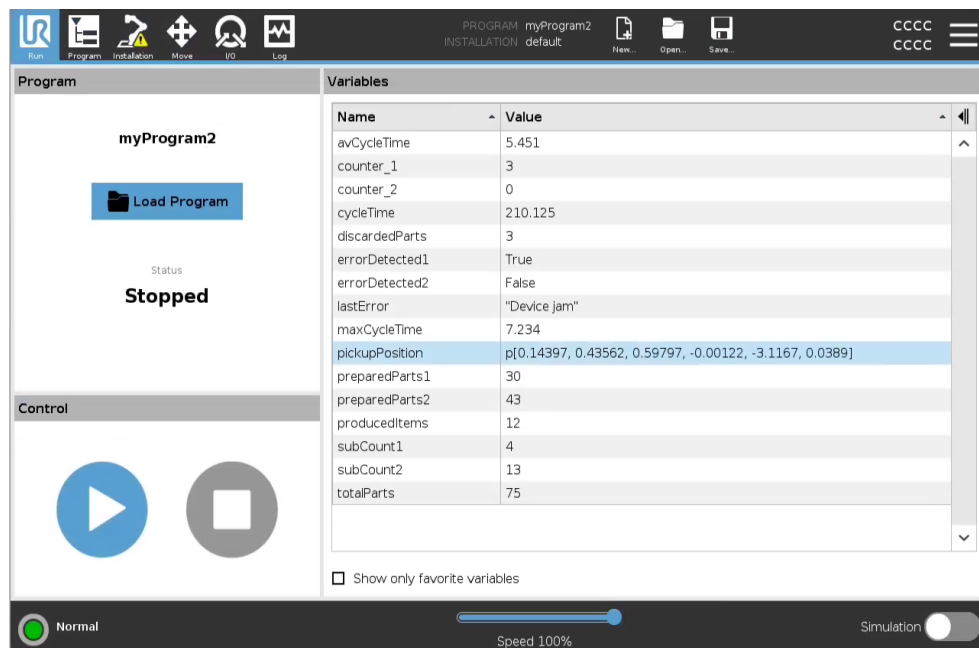 UR
Run
Program
Installation
Move
I/O
Log
PROGRAM myProgram2
INSTALLATION default
New...
Open...
Save...
CCCC
CCCC
Program
myProgram2
Load Program
Status
Stopped
Control
Variables
Name Value
avCycleTime 5.451
counter_1 3
counter_2 0
cycleTime 210.125
discardedParts 3
errorDetected1 True
errorDetected2 False
lastError "Device jam"
maxCycleTime 7.234
pickupPosition p[0.14397, 0.43562, 0.59797, -0.00122, -3.1167, 0.0389]
preparedParts1 30
preparedParts2 43
producedItems 12
subCount1 4
subCount2 13
totalParts 75
Show only favorite variables
Normal
Speed 100%
Simulation